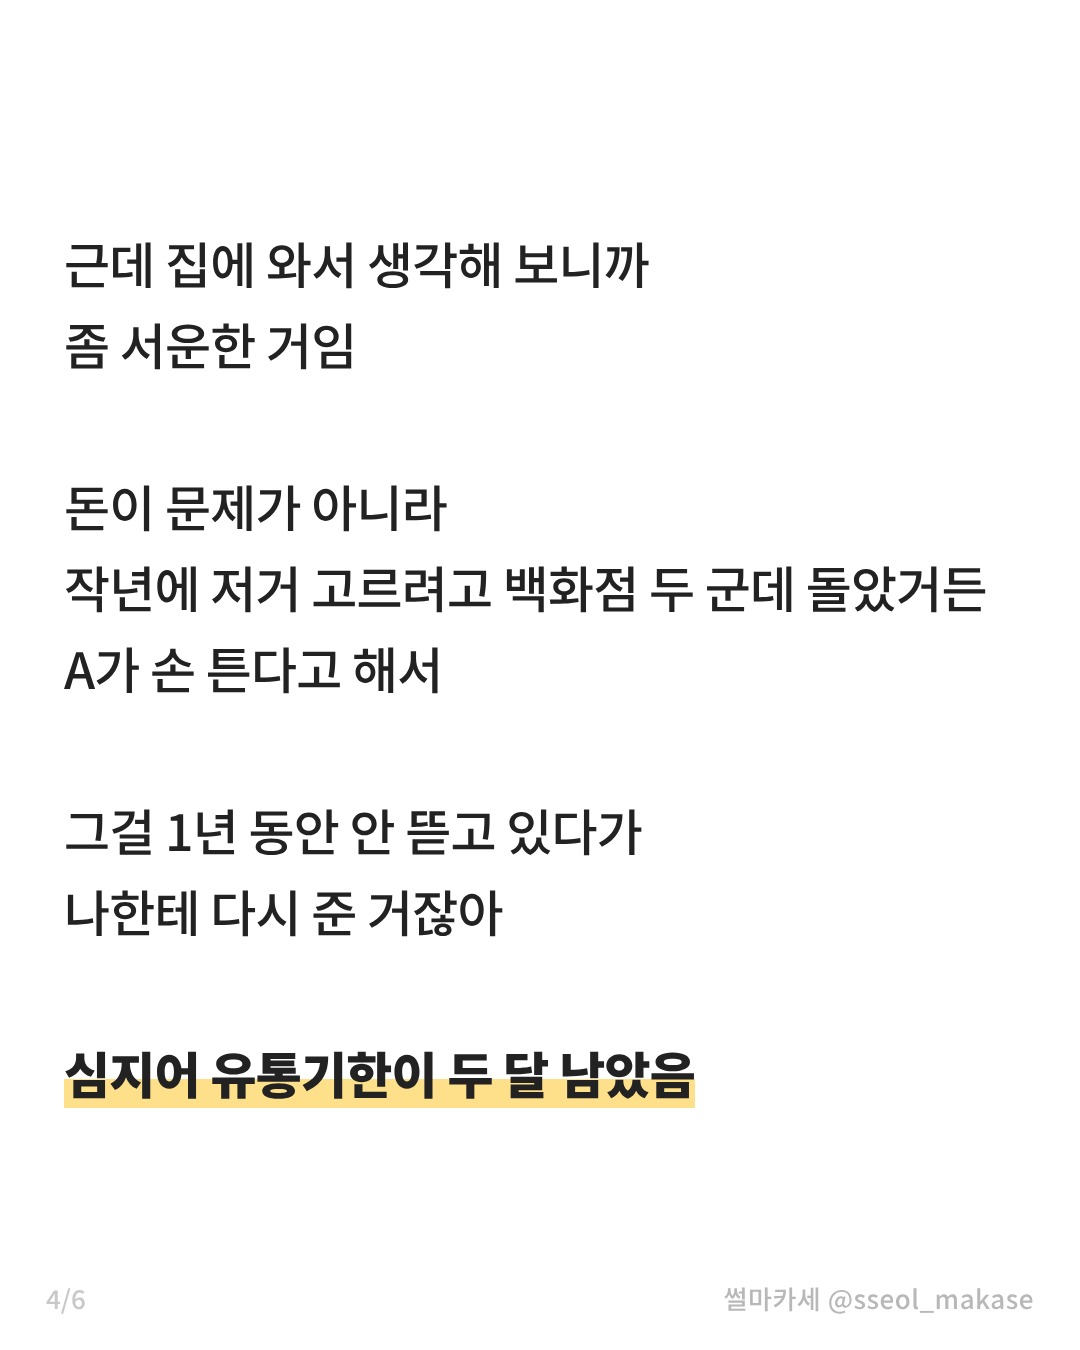 근데 집에 와서 생각해 보니까
좀 서운한 거임
돈이 문제가 아니라
작년에 저거 고르려고 백화점 두 군데 돌았거든
A가 손 튼다고 해서
그걸 1년 동안 안 뜯고 있다가
나한테 다시 준 거잖아
심지어 유통기한이 두 달 남았음
4/6
썰마카세 @sseol_makase